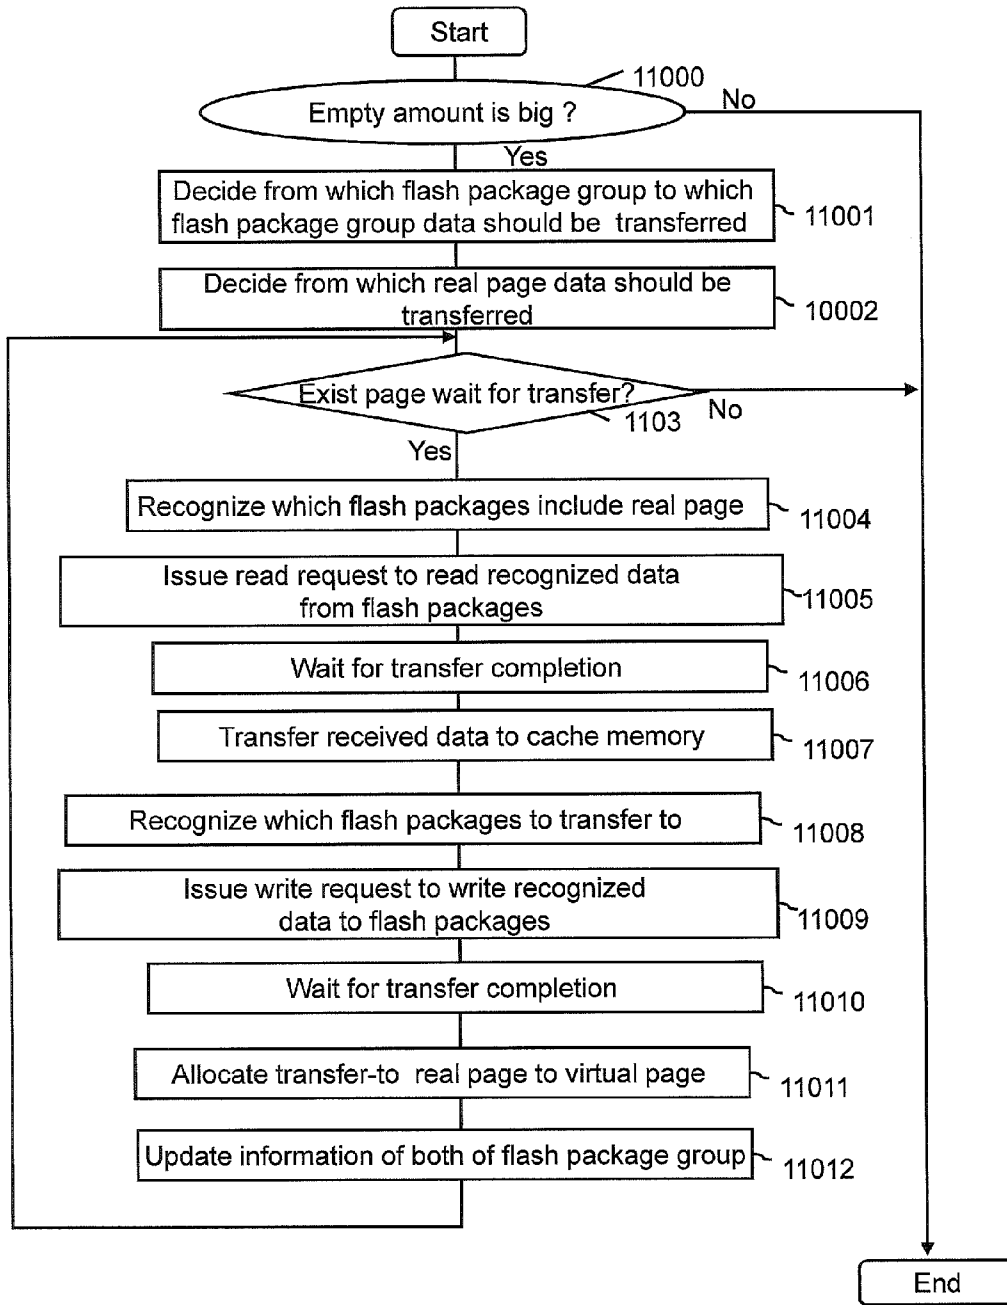 Start
11000
Empty amount is big ?
No
Yes
Decide from which flash package group to which
flash package group data should be transferred
11001
Decide from which real page data should be
transferred
10002
Exist page wait for transfer?
1103
No
Yes
Recognize which flash packages include real page
11004
Issue read request to read recognized data
from flash packages
11005
Wait for transfer completion
11006
Transfer received data to cache memory
11007
Recognize which flash packages to transfer to
11008
Issue write request to write recognized
data to flash packages
11009
Wait for transfer completion
11010
Allocate transfer-to real page to virtual page
11011
Update information of both of flash package group
11012
End